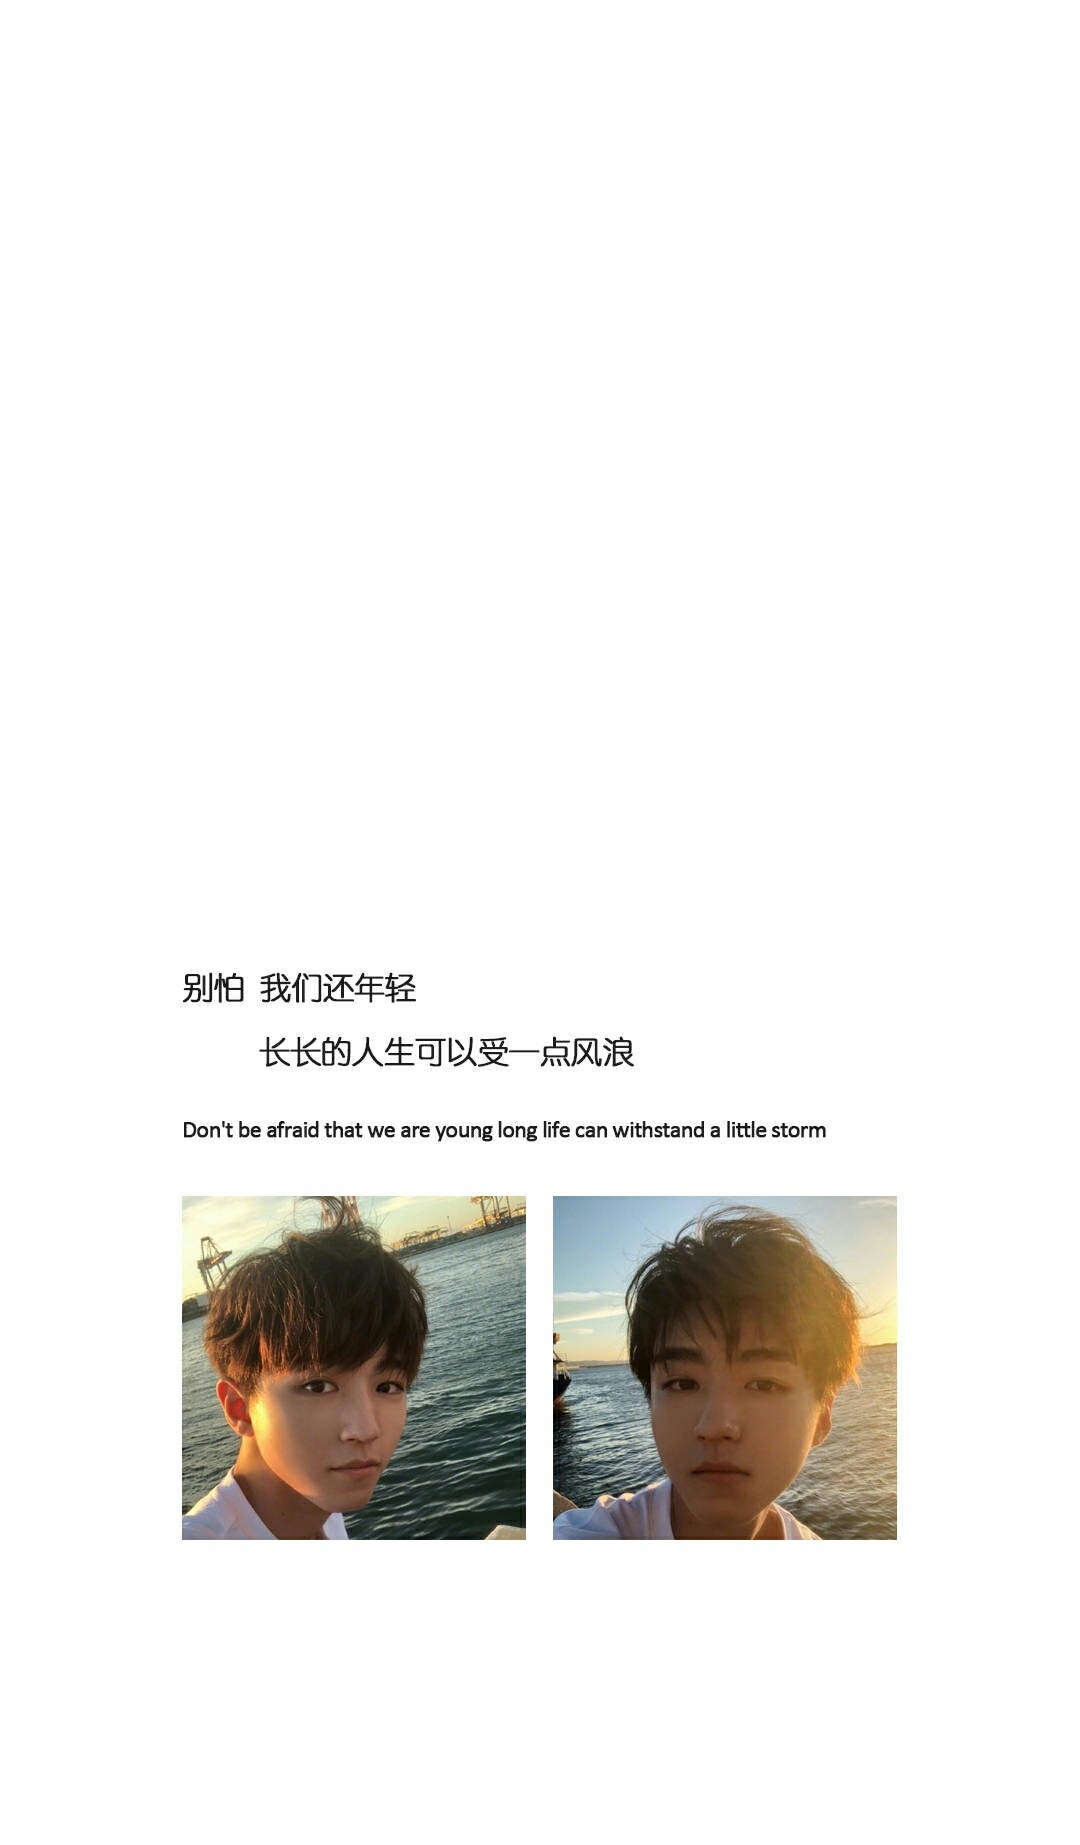 别怕 我们还年轻
长长的人生可以受一点风浪
Don't be afraid that we are young long life can withstand a little storm